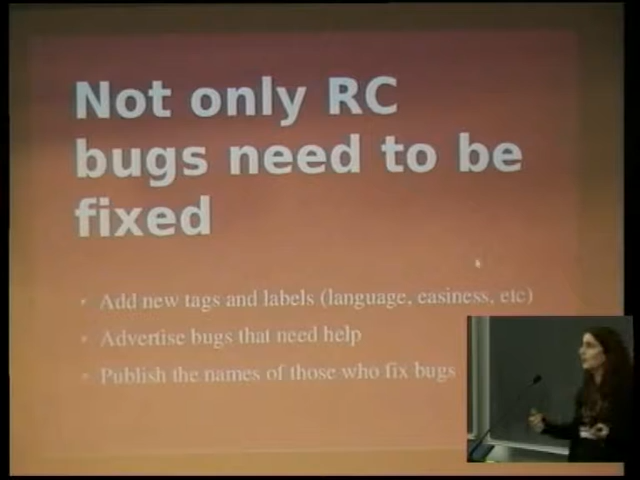 Not only RC
bugs need to be
fixed
• Add new tags and labels (language, easiness, etc)
• Advertise bugs that need help
• Publish the names of those who fix bugs